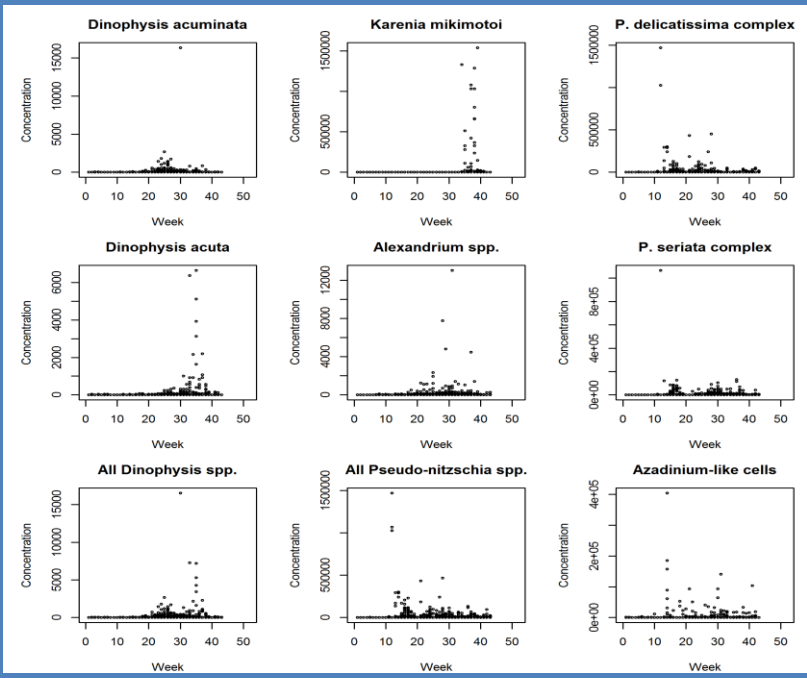 Dinophysis acuminata
Concentration
0 5000 10000 15000
0 10 20 30 40 50
Week
Karenia mikimotoi
Concentration
0 500000 1500000
0 10 20 30 40 50
Week
P. delicatissima complex
Concentration
0 500000 1500000
0 10 20 30 40 50
Week
Dinophysis acuta
Concentration
0 2000 4000 6000
0 10 20 30 40 50
Week
Alexandrium spp.
Concentration
0 4000 8000 12000
0 10 20 30 40 50
Week
P. seriata complex
Concentration
0e+00 4e+05 8e+05
0 10 20 30 40 50
Week
All Dinophysis spp.
Concentration
0 5000 10000 15000
0 10 20 30 40 50
Week
All Pseudo-nitzschia spp.
Concentration
0 500000 1500000
0 10 20 30 40 50
Week
Azadinium-like cells
Concentration
0e+00 2e+05 4e+05
0 10 20 30 40 50
Week